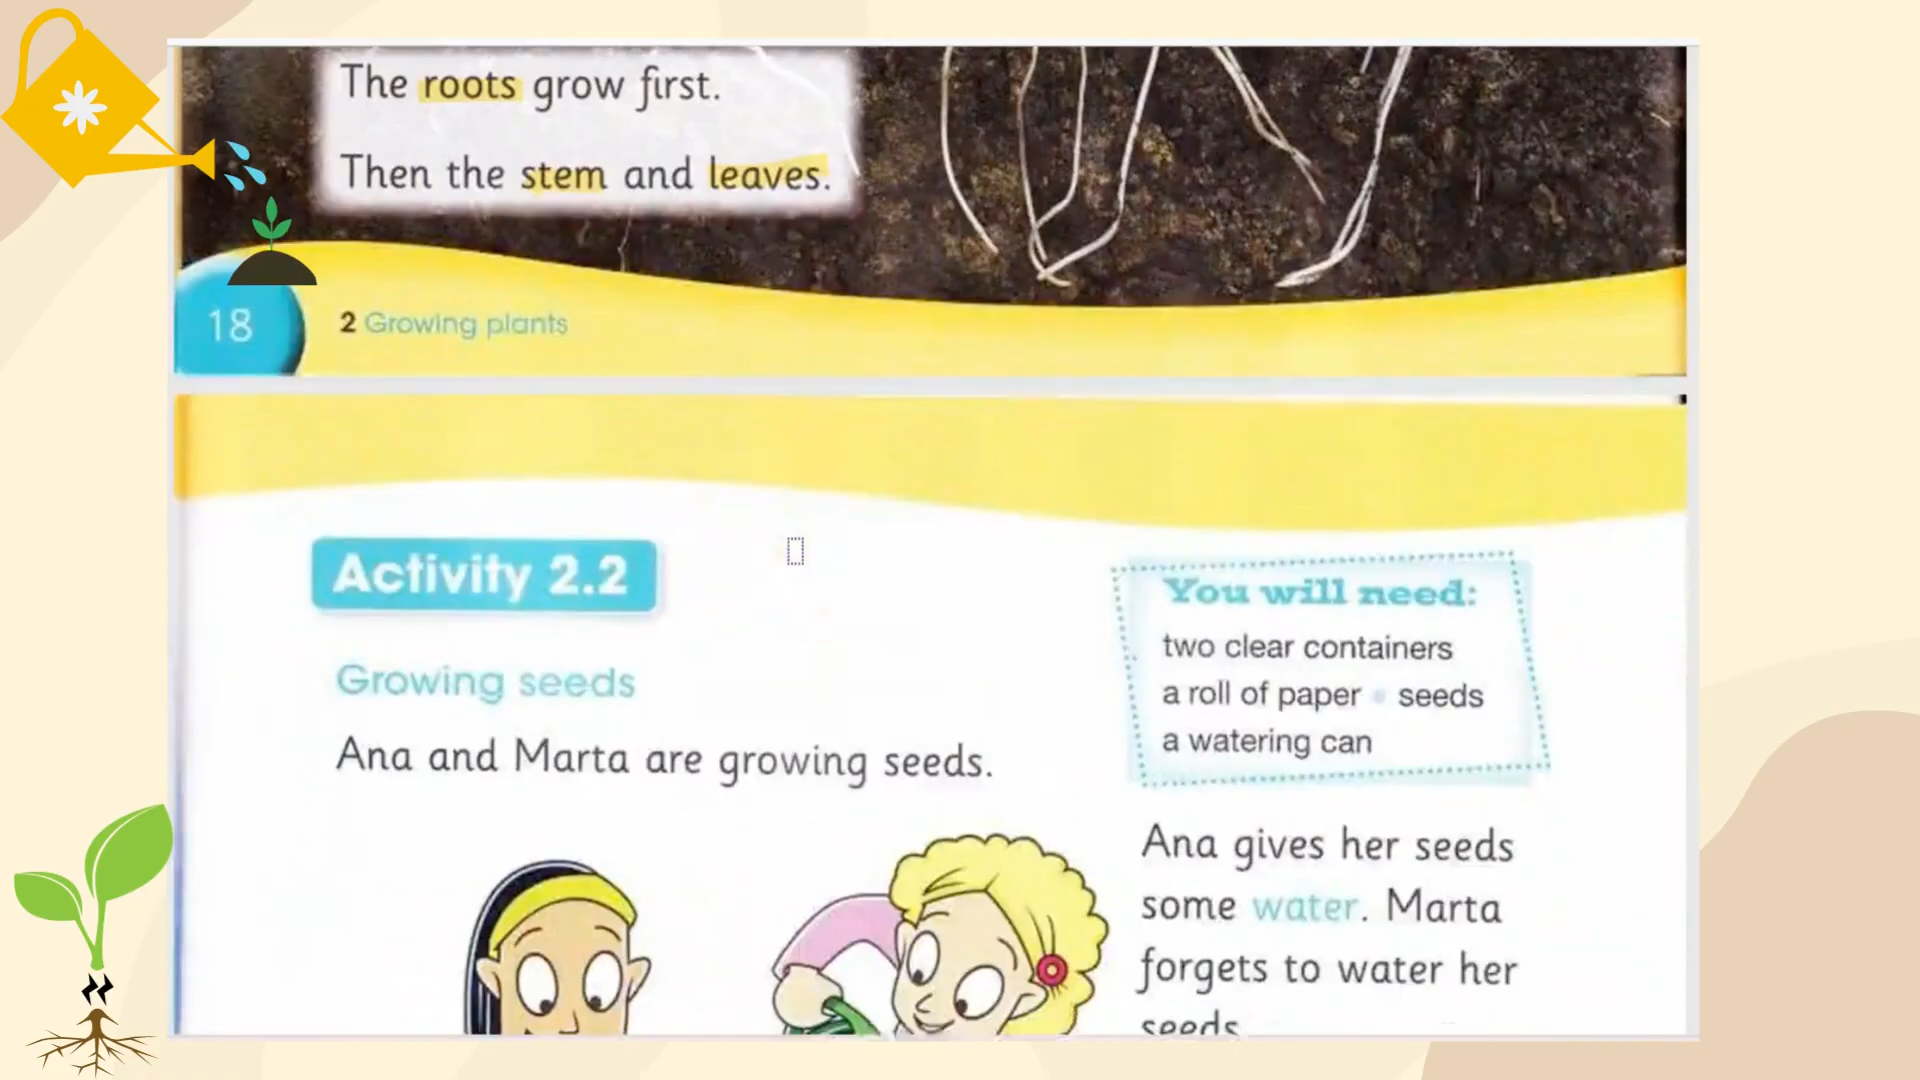 The roots grow first.
Then the stem and leaves.
18
2 Growing plants
Activity 2.2
You will need:
two clear containers
a roll of paper • seeds
a watering can
Growing seeds
Ana and Marta are growing seeds.
Ana gives her seeds
some water. Marta
forgets to water her
seeds